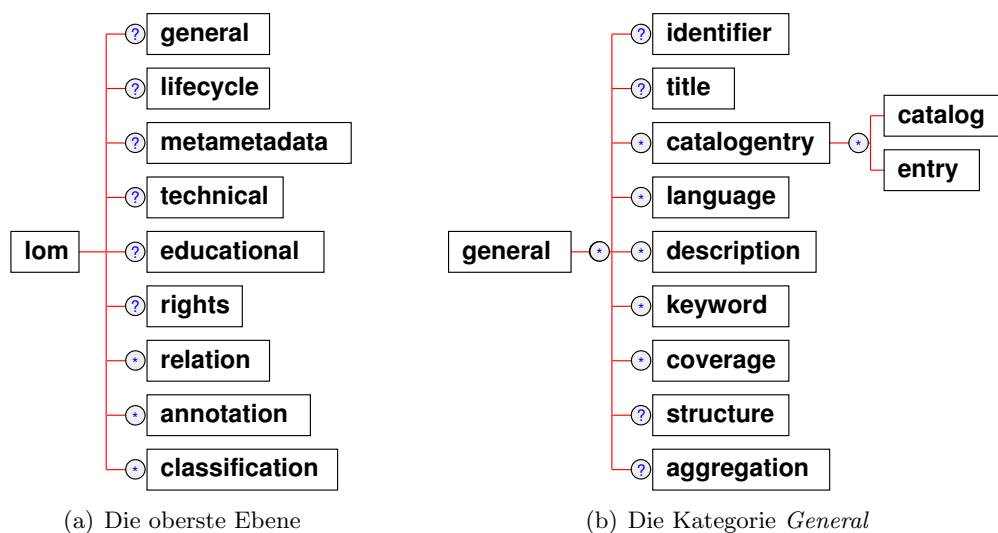 ? general
? lifecycle
? metametadata
? technical
lom ? educational
? rights
* relation
* annotation
* classification
(a) Die oberste Ebene
? identifier
? title
* catalogentry * catalog
entry
* language
general * * description
* keyword
* coverage
? structure
? aggregation
(b) Die Kategorie General